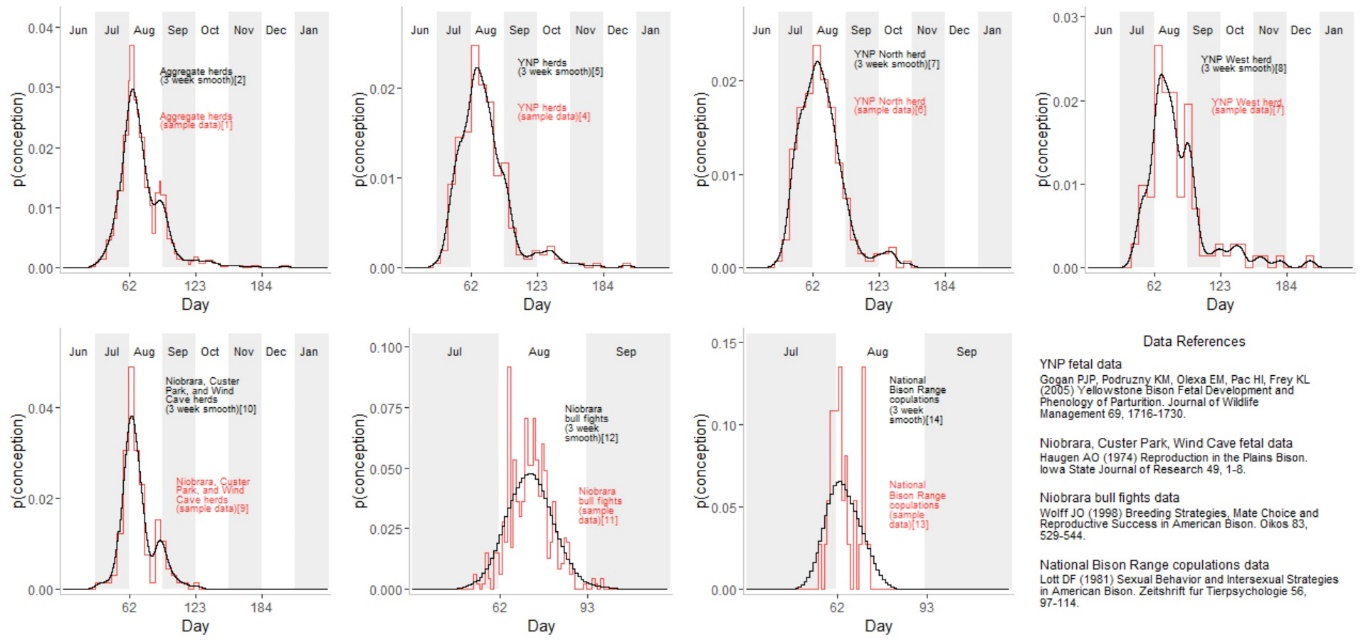 Jun Jul Aug Sep Oct Nov Dec Jan
0.04
0.03
0.02
0.01
0.00
p(conception)
Aggregate herds
(3 week smooth)[2]
Aggregate herds
(sample data)[1]
62 123 184
Day
Jun Jul Aug Sep Oct Nov Dec Jan
0.02
0.01
0.00
p(conception)
YNP herds
(3 week smooth)[5]
YNP herds
(sample data)[4]
62 123 184
Day
Jun Jul Aug Sep Oct Nov Dec Jan
0.02
0.01
0.00
p(conception)
YNP North herd
(3 week smooth)[7]
YNP North herd
(sample data)[6]
62 123 184
Day
Jun Jul Aug Sep Oct Nov Dec Jan
0.03
0.02
0.01
0.00
p(conception)
YNP West herd
(3 week smooth)[8]
YNP West herd
(sample data)[7]
62 123 184
Day
Jun Jul Aug Sep Oct Nov Dec Jan
0.04
0.02
0.00
p(conception)
Niobrara, Custer
Park, and Wind
Cave herds
(3 week smooth)[10]
Niobrara, Custer
Park, and Wind
Cave herds
(sample data)[9]
62 123 184
Day
Jul Aug Sep
0.100
0.075
0.050
0.025
0.000
p(conception)
Niobrara
bull fights
(3 week
smooth)[12]
Niobrara
bull fights
(sample
data)[11]
62 93
Day
Jul Aug Sep
0.15
0.10
0.05
0.00
p(conception)
National
Bison Range
copulations
(3 week
smooth)[14]
National
Bison Range
copulations
(sample
data)[13]
62 93
Day
Data References
YNP fetal data
Gogan PJP, Podruzny KM, Olexa EM, Pac HI, Frey KL
(2005) Yellowstone Bison Fetal Development and
Phenology of Parturition. Journal of Wildlife
Management 69, 1716-1730.
Niobrara, Custer Park, Wind Cave fetal data
Haugen AO (1974) Reproduction in the Plains Bison.
Iowa State Journal of Research 49, 1-8.
Niobrara bull fights data
Wolff JO (1998) Breeding Strategies, Mate Choice and
Reproductive Success in American Bison. Oikos 83,
529-544.
National Bison Range copulations data
Lott DF (1981) Sexual Behavior and Intersexual Strategies
in American Bison. Zeitshrift fur Tierpsychologie 56,
97-114.